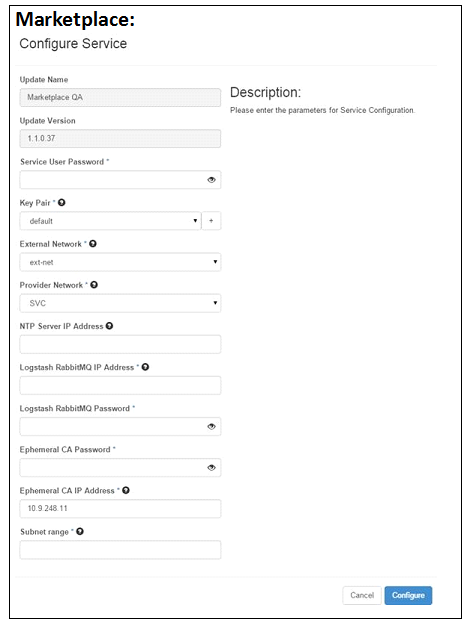 Marketplace:
Configure Service
Update Name
Marketplace QA
Description:
Please enter the parameters for Service Configuration.
Update Version
1.1.0.37
Service User Password *
Key Pair * ?
default
+
External Network * ?
ext-net
Provider Network * ?
SVC
NTP Server IP Address ?
Logstash RabbitMQ IP Address * ?
Logstash RabbitMQ Password *
Ephemeral CA Password *
Ephemeral CA IP Address * ?
10.9.248.11
Subnet range * ?
Cancel
Configure